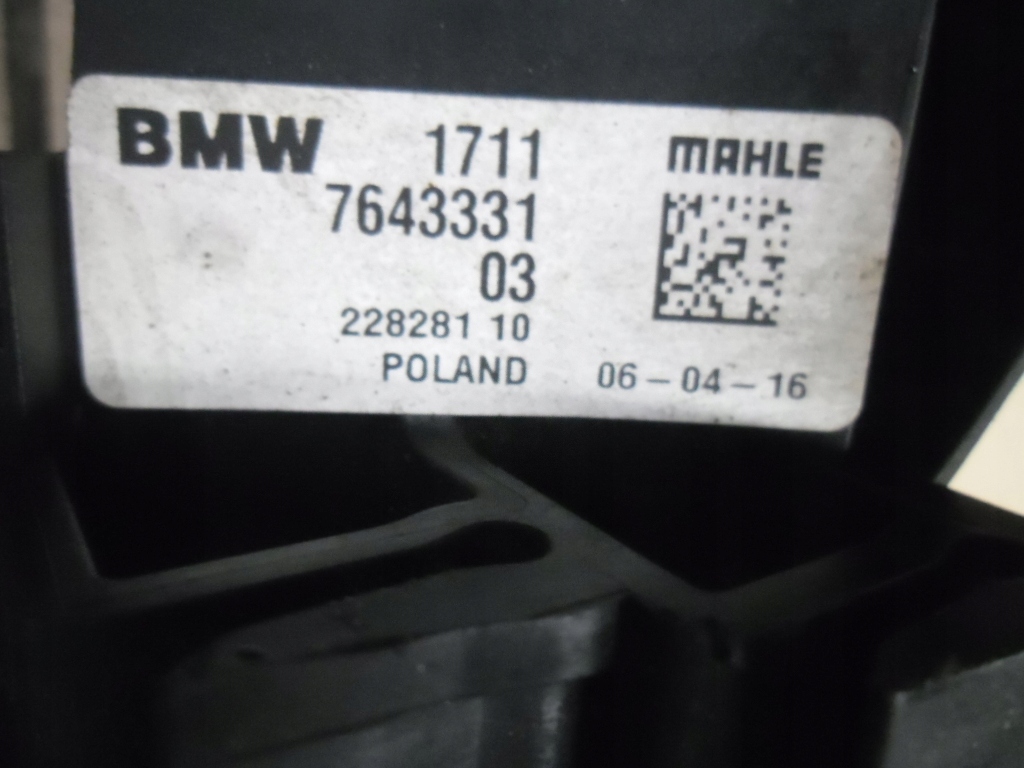 BMW 1711 MAHLE
7643331
03
228281 10
POLAND 06-04-16